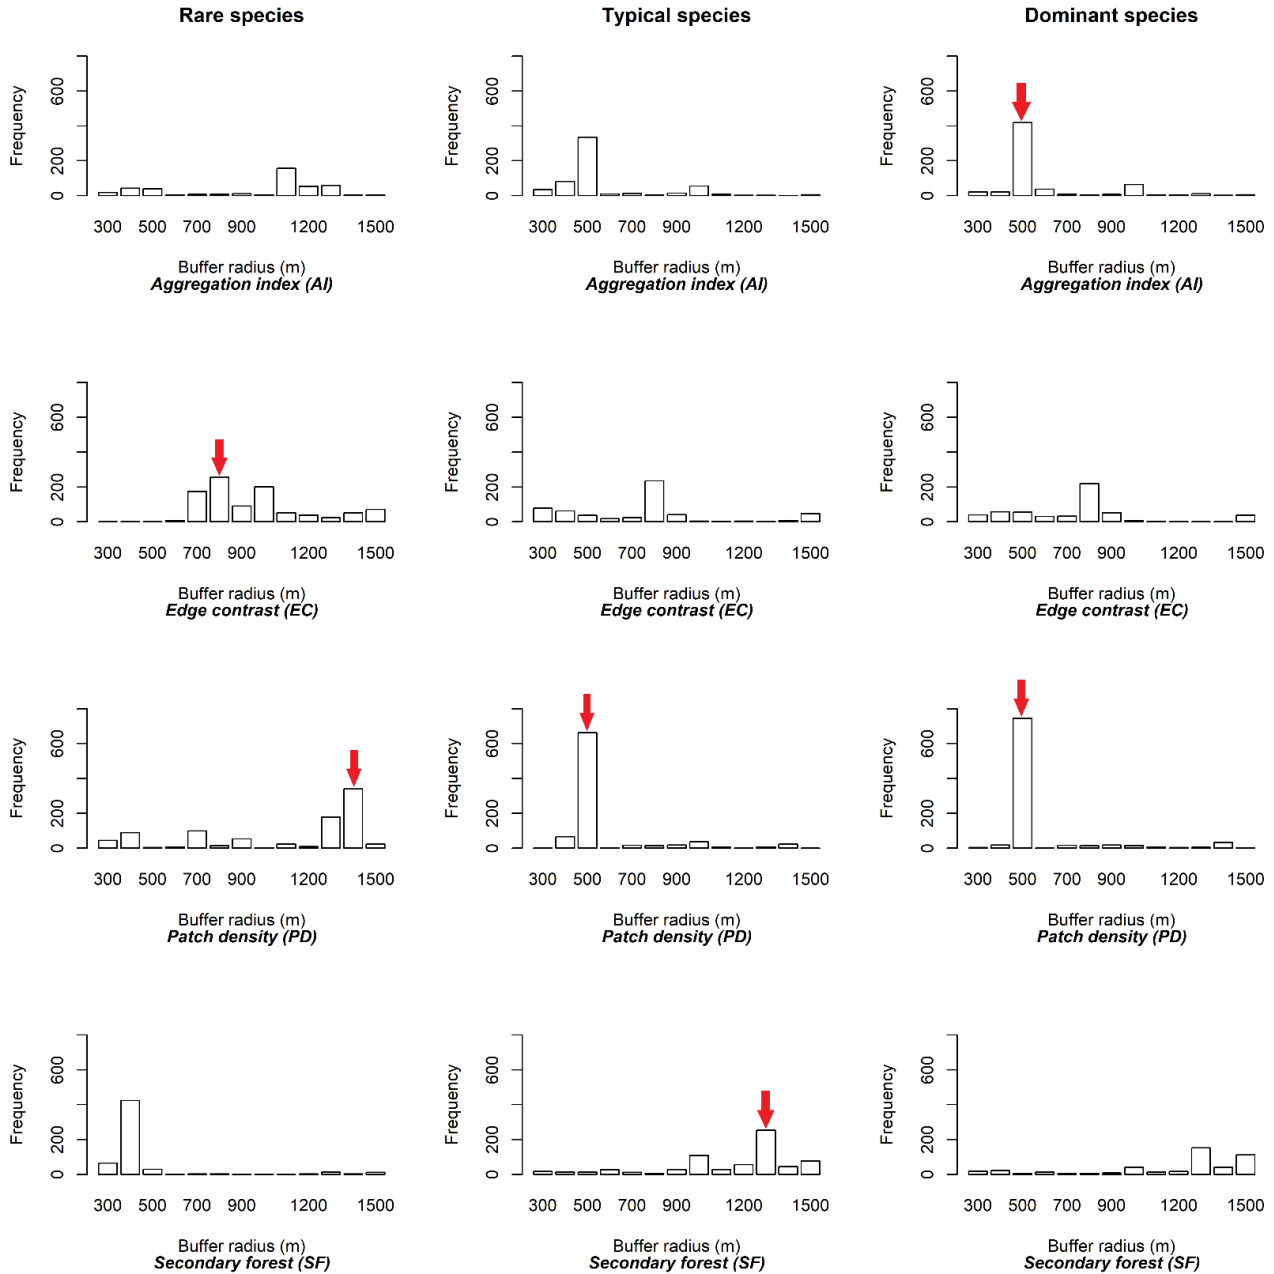 Rare species Typical species Dominant species
Frequency Frequency Frequency
600 600 600
200 200 200
0 0 0
300 500 700 900 1200 1500 300 500 700 900 1200 1500 300 500 700 900 1200 1500
Buffer radius (m) Buffer radius (m) Buffer radius (m)
Aggregation index (AI) Aggregation index (AI) Aggregation index (AI)
Frequency Frequency Frequency
600 600 600
200 200 200
0 0 0
300 500 700 900 1200 1500 300 500 700 900 1200 1500 300 500 700 900 1200 1500
Buffer radius (m) Buffer radius (m) Buffer radius (m)
Edge contrast (EC) Edge contrast (EC) Edge contrast (EC)
Frequency Frequency Frequency
600 600 600
200 200 200
0 0 0
300 500 700 900 1200 1500 300 500 700 900 1200 1500 300 500 700 900 1200 1500
Buffer radius (m) Buffer radius (m) Buffer radius (m)
Patch density (PD) Patch density (PD) Patch density (PD)
Frequency Frequency Frequency
600 600 600
200 200 200
0 0 0
300 500 700 900 1200 1500 300 500 700 900 1200 1500 300 500 700 900 1200 1500
Buffer radius (m) Buffer radius (m) Buffer radius (m)
Secondary forest (SF) Secondary forest (SF) Secondary forest (SF)